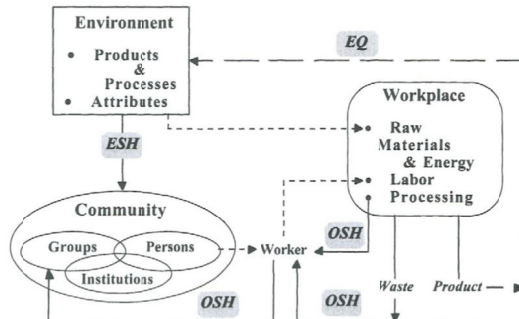 Environment
• Products
&
Processes
• Attributes
EQ
Workplace
• Raw
Materials
& Energy
• Labor
• Processing
ESH
Community
Groups
Persons
Institutions
Worker
OSH
Waste
Product
OSH
OSH